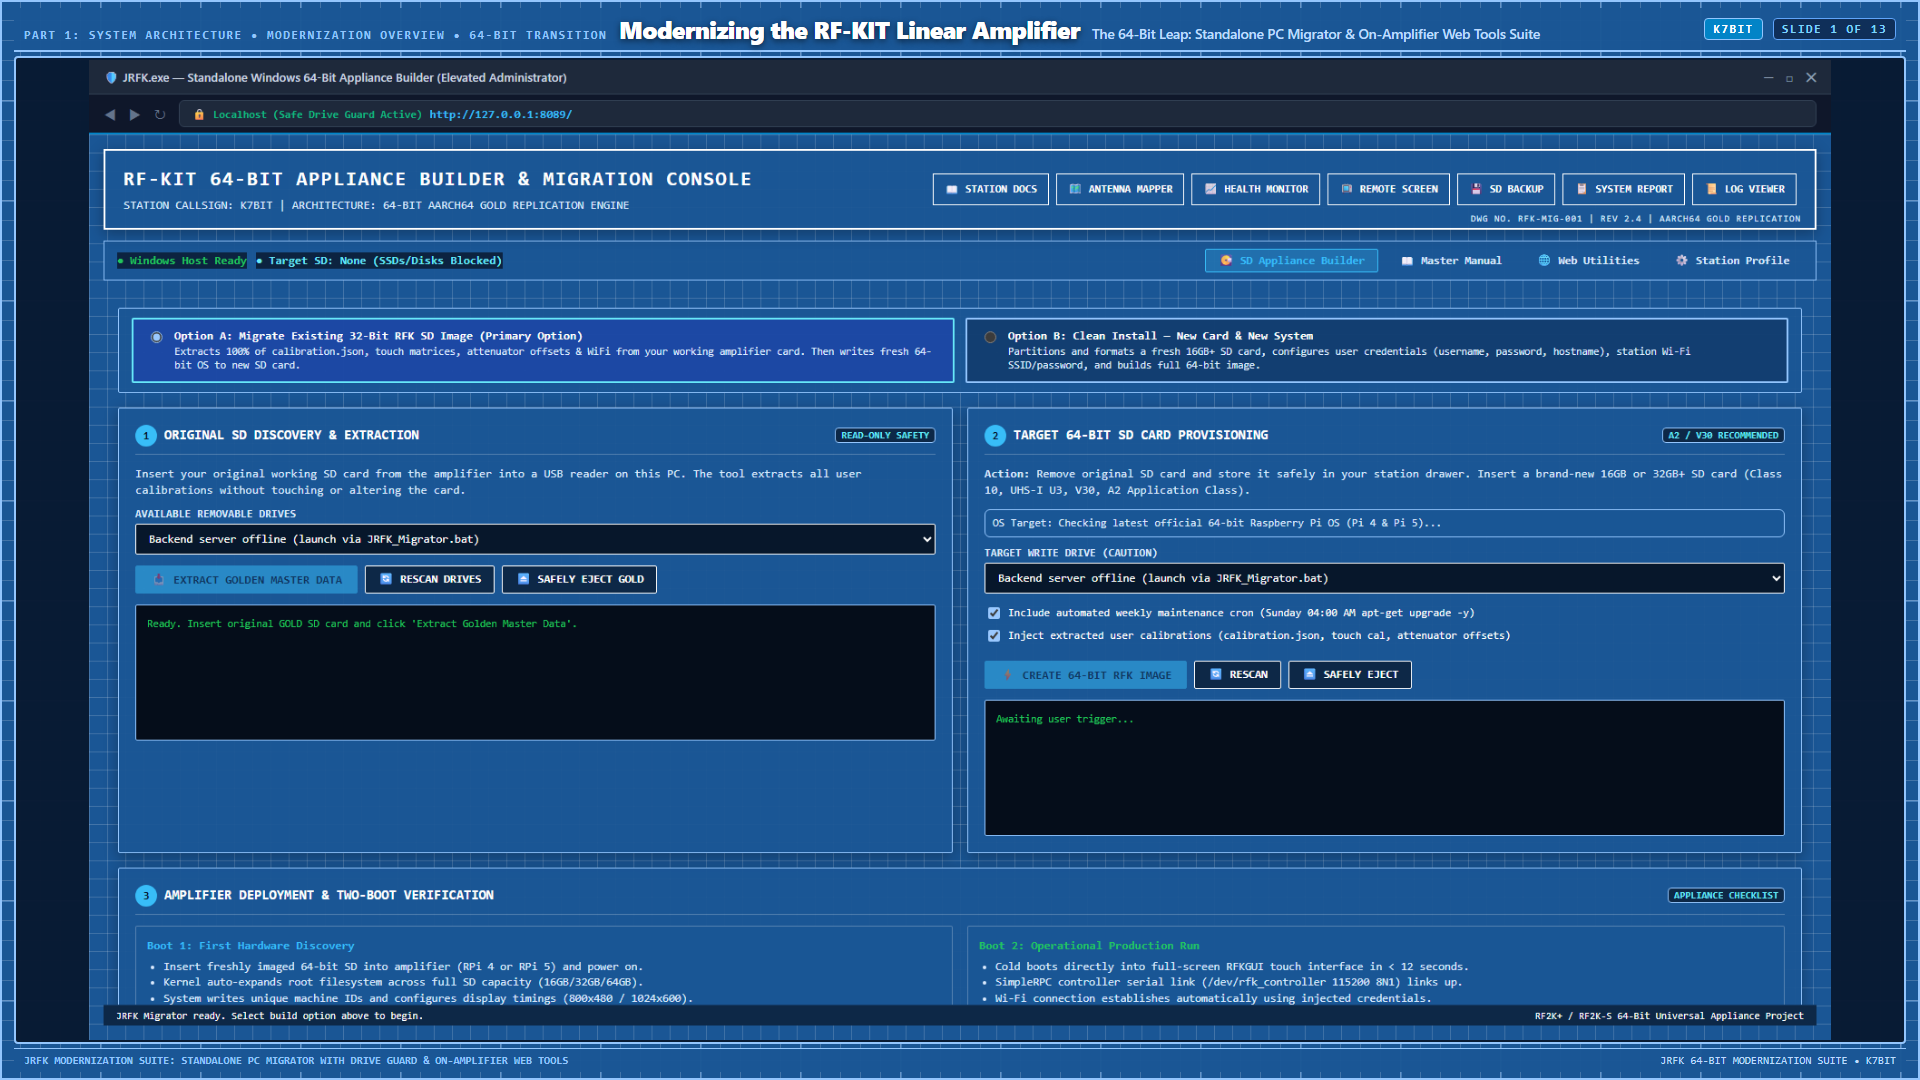 PART 1: SYSTEM ARCHITECTURE • MODERNIZATION OVERVIEW • 64-BIT TRANSITION
Modernizing the RF-KIT Linear Amplifier
The 64-Bit Leap: Standalone PC Migrator & On-Amplifier Web Tools Suite
K7BIT
SLIDE 1 OF 13
JRFK.exe — Standalone Windows 64-Bit Appliance Builder (Elevated Administrator)
Localhost (Safe Drive Guard Active) http://127.0.0.1:8089/
RF-KIT 64-BIT APPLIANCE BUILDER & MIGRATION CONSOLE
STATION CALLSIGN: K7BIT | ARCHITECTURE: 64-BIT AARCH64 GOLD REPLICATION ENGINE
STATION DOCS
ANTENNA MAPPER
HEALTH MONITOR
REMOTE SCREEN
SD BACKUP
SYSTEM REPORT
LOG VIEWER
DWG NO. RFK-MIG-001 | REV 2.4 | AARCH64 GOLD REPLICATION
● Windows Host Ready
● Target SD: None (SSDs/Disks Blocked)
SD Appliance Builder
Master Manual
Web Utilities
Station Profile
Option A: Migrate Existing 32-Bit RFK SD Image (Primary Option)
Extracts 100% of calibration.json, touch matrices, attenuator offsets & WiFi from your working amplifier card. Then writes fresh 64-
bit OS to new SD card.
Option B: Clean Install — New Card & New System
Partitions and formats a fresh 16GB+ SD card, configures user credentials (username, password, hostname), station Wi-Fi
SSID/password, and builds full 64-bit image.
1 ORIGINAL SD DISCOVERY & EXTRACTION
READ-ONLY SAFETY
Insert your original working SD card from the amplifier into a USB reader on this PC. The tool extracts all user
calibrations without touching or altering the card.
AVAILABLE REMOVABLE DRIVES
Backend server offline (launch via JRFK_Migrator.bat)
EXTRACT GOLDEN MASTER DATA
RESCAN DRIVES
SAFELY EJECT GOLD
Ready. Insert original GOLD SD card and click 'Extract Golden Master Data'.
2 TARGET 64-BIT SD CARD PROVISIONING
A2 / V30 RECOMMENDED
Action: Remove original SD card and store it safely in your station drawer. Insert a brand-new 16GB or 32GB+ SD card (Class
10, UHS-I U3, V30, A2 Application Class).
OS Target: Checking latest official 64-bit Raspberry Pi OS (Pi 4 & Pi 5)...
TARGET WRITE DRIVE (CAUTION)
Backend server offline (launch via JRFK_Migrator.bat)
Include automated weekly maintenance cron (Sunday 04:00 AM apt-get upgrade -y)
Inject extracted user calibrations (calibration.json, touch cal, attenuator offsets)
CREATE 64-BIT RFK IMAGE
RESCAN
SAFELY EJECT
Awaiting user trigger...
3 AMPLIFIER DEPLOYMENT & TWO-BOOT VERIFICATION
APPLIANCE CHECKLIST
Boot 1: First Hardware Discovery
• Insert freshly imaged 64-bit SD into amplifier (RPi 4 or RPi 5) and power on.
• Kernel auto-expands root filesystem across full SD capacity (16GB/32GB/64GB).
• System writes unique machine IDs and configures display timings (800x480 / 1024x600).
Boot 2: Operational Production Run
• Cold boots directly into full-screen RFKGUI touch interface in < 12 seconds.
• SimpleRPC controller serial link (/dev/rfk_controller 115200 8N1) links up.
• Wi-Fi connection establishes automatically using injected credentials.
JRFK Migrator ready. Select build option above to begin.
RF2K+ / RF2K-S 64-Bit Universal Appliance Project
JRFK MODERNIZATION SUITE: STANDALONE PC MIGRATOR WITH DRIVE GUARD & ON-AMPLIFIER WEB TOOLS
JRFK 64-BIT MODERNIZATION SUITE • K7BIT